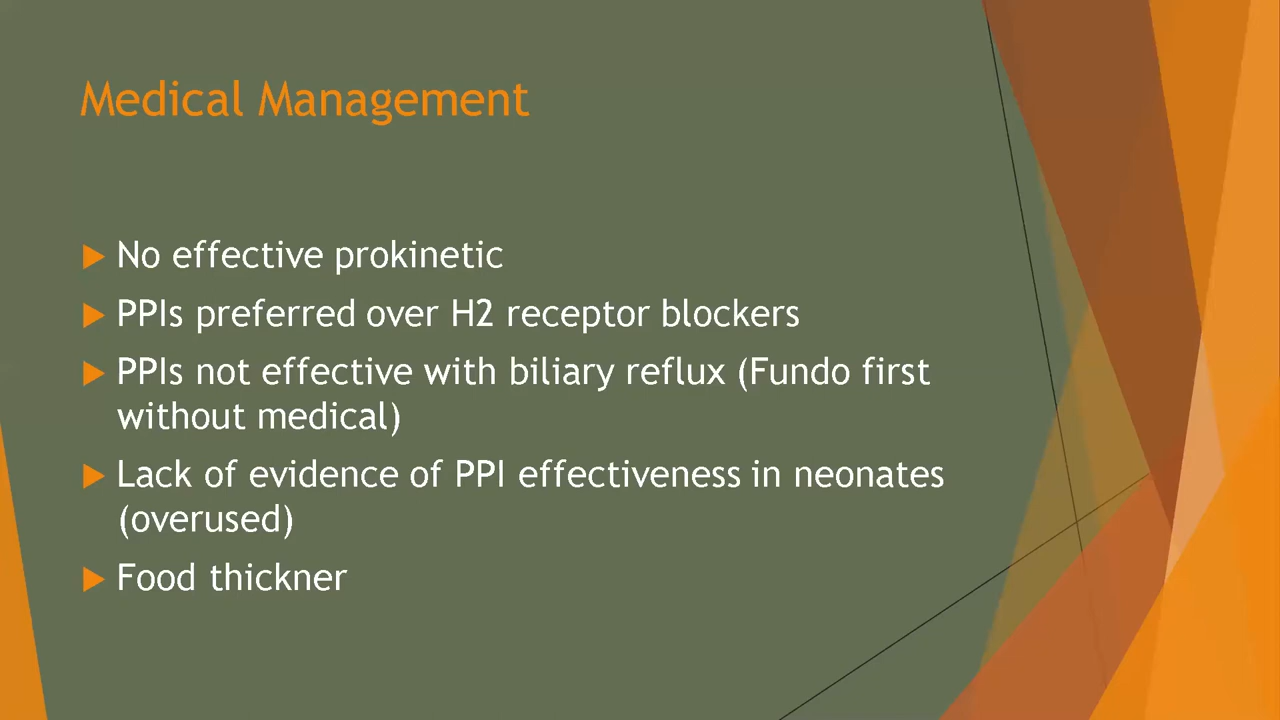 Medical Management
No effective prokinetic
PPIs preferred over H2 receptor blockers
PPIs not effective with biliary reflux (Fundo first
without medical)
Lack of evidence of PPI effectiveness in neonates
(overused)
Food thickner